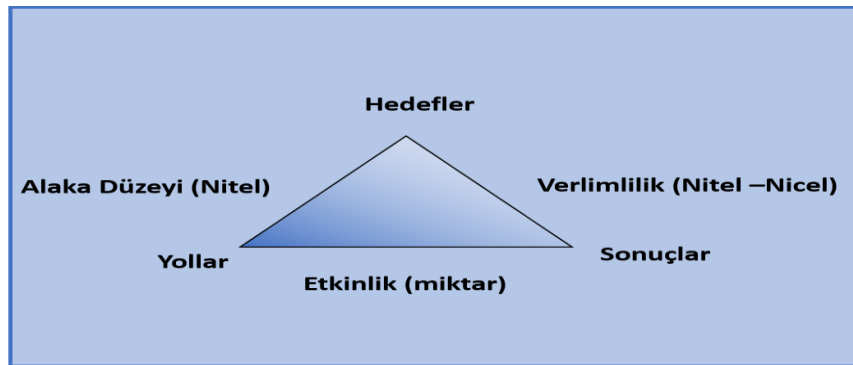 Hedefler
Alaka Düzeyi (Nitel)
Verlimlilik (Nitel –Nicel)
Yollar
Sonuçlar
Etkinlik (miktar)